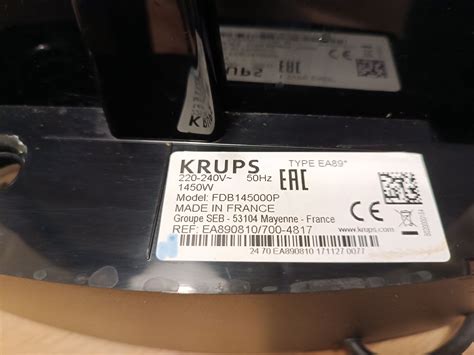 KRUPS TYPE EA89*
220-240V~ 50Hz
1450W
EAC
Model: FDB145000P
MADE IN FRANCE
Groupe SEB - 53104 Mayenne - France
REF: EA890810/700-4817
www.krups.com
24 70 EA890810 171127 0077